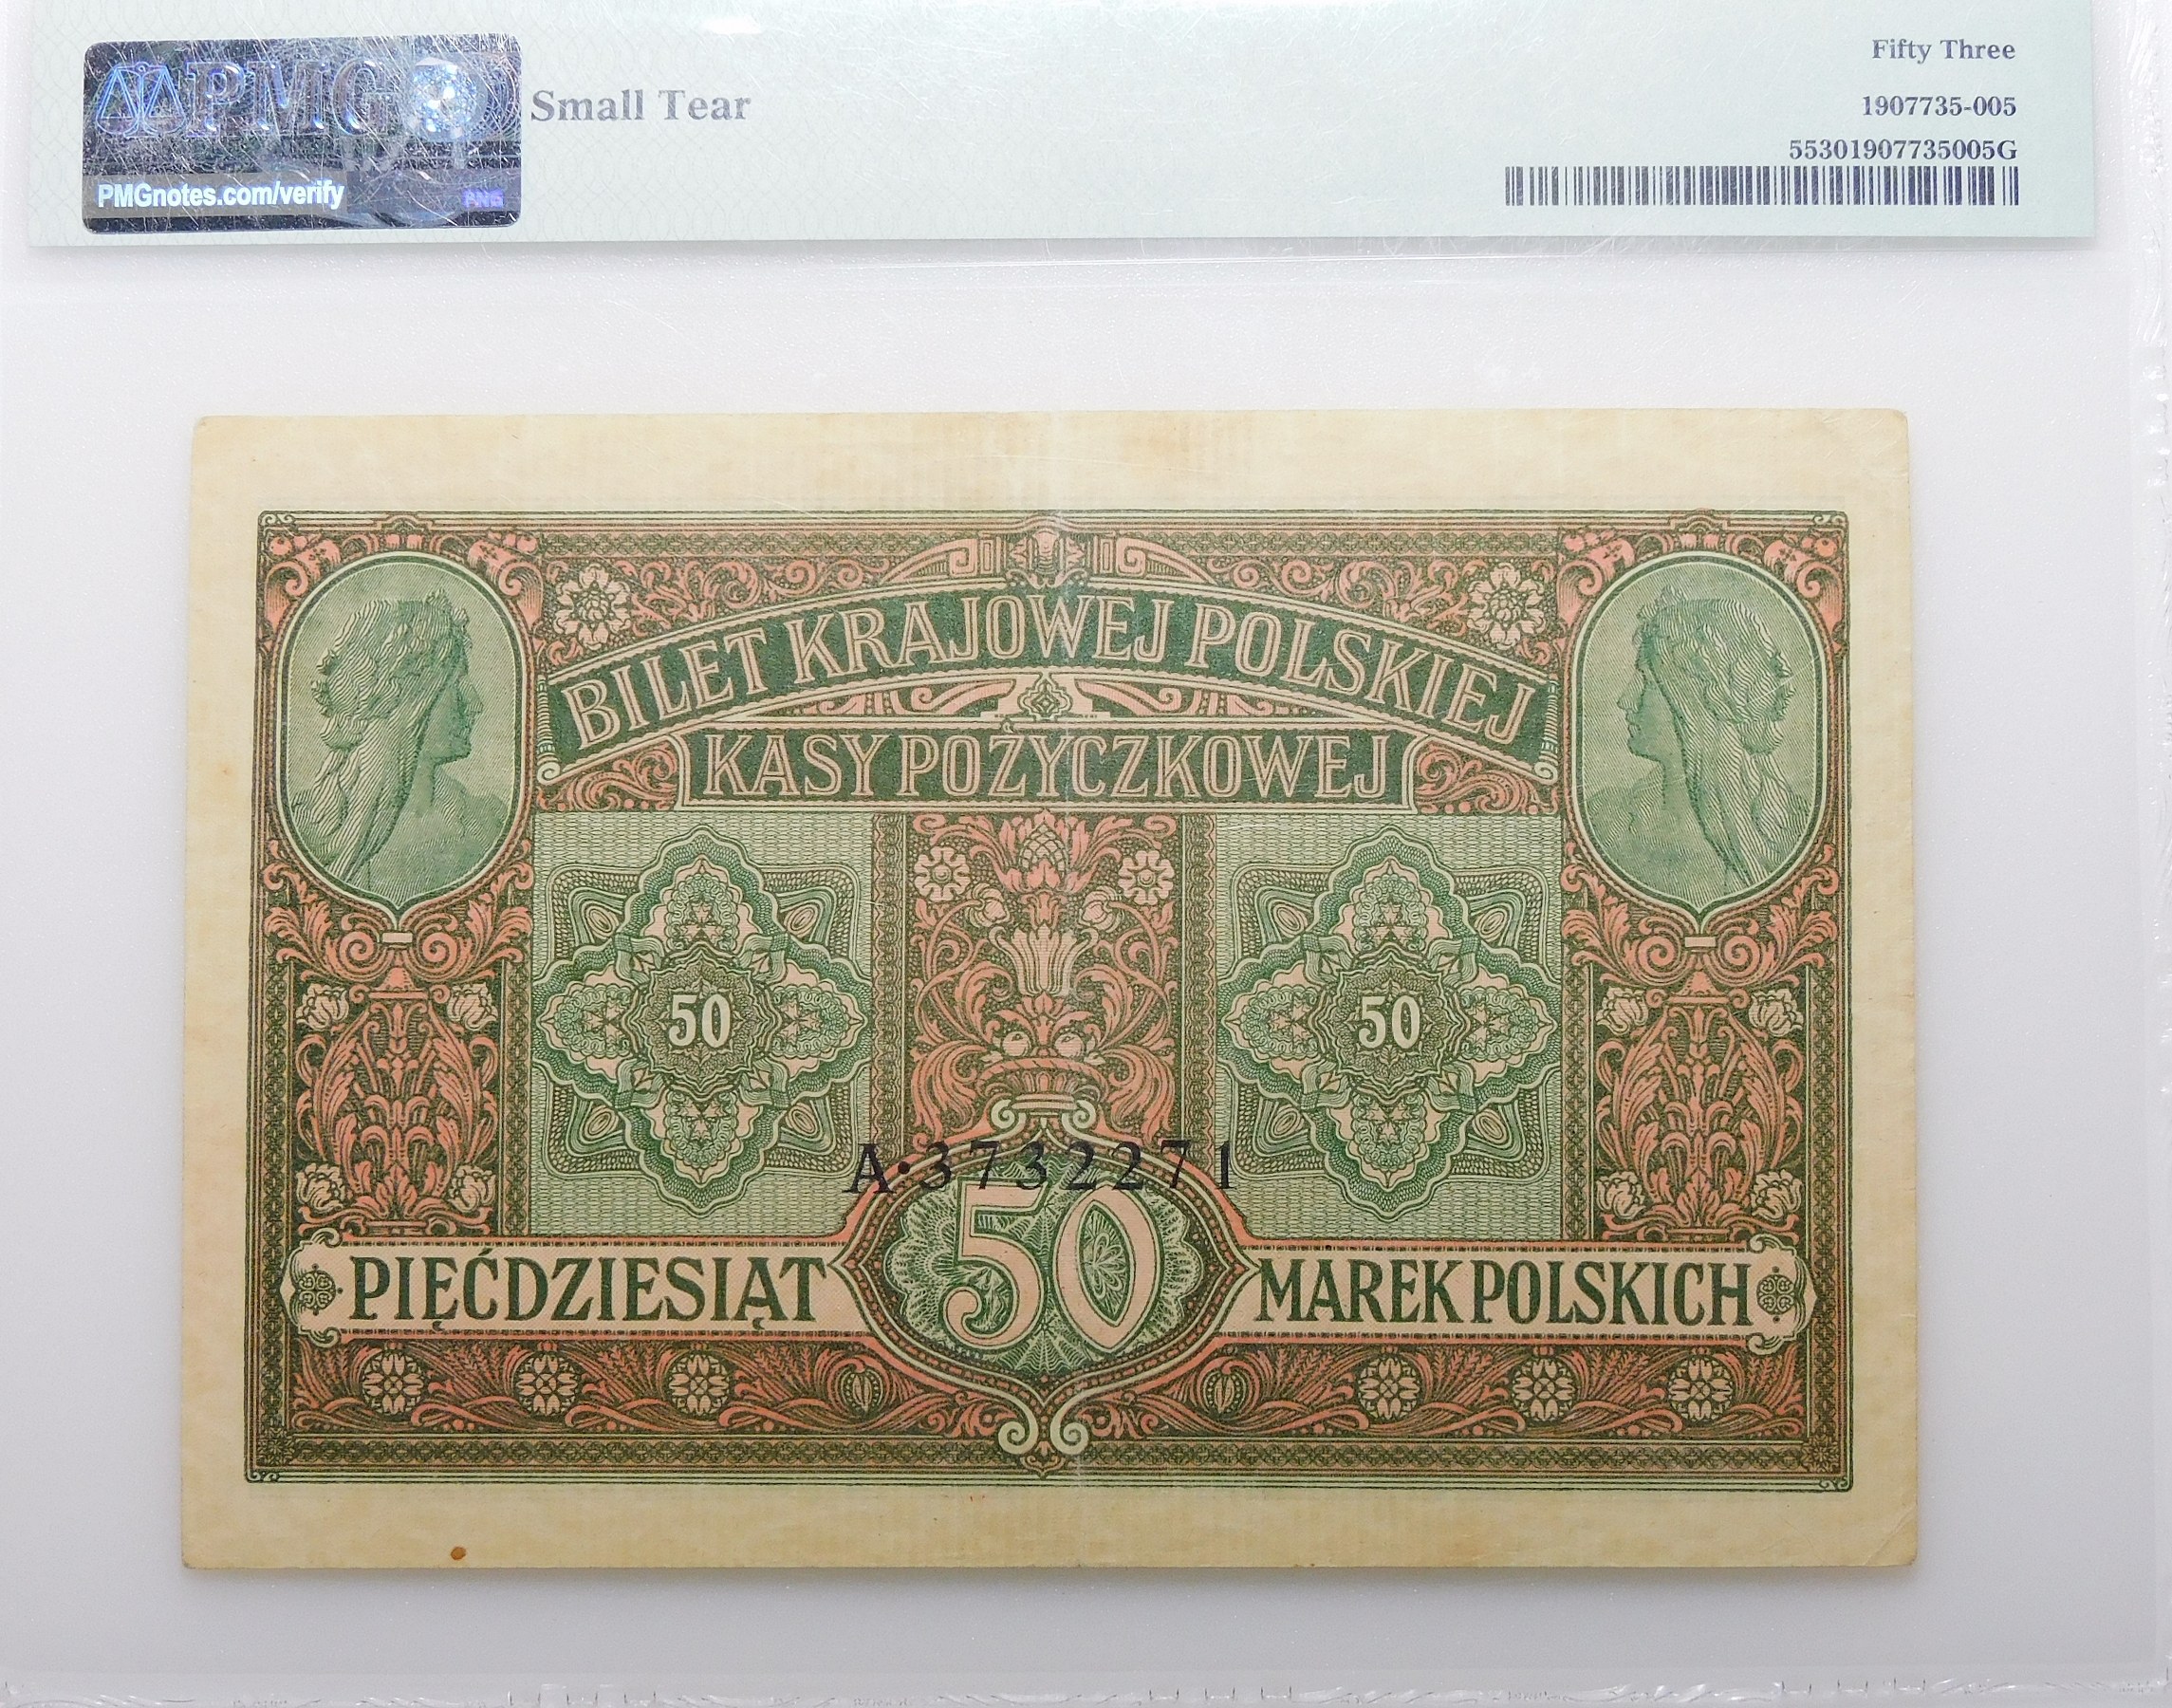 PMG
PMGnotes.com/verify
PNG
Small Tear
Fifty Three
1907735-005
55301907735005G
BILET KRAJOWEJ POLSKIEJ
KASY POŻYCZKOWEJ
50
50
A·3732271
PIĘĆDZIESIĄT 50 MAREK POLSKICH